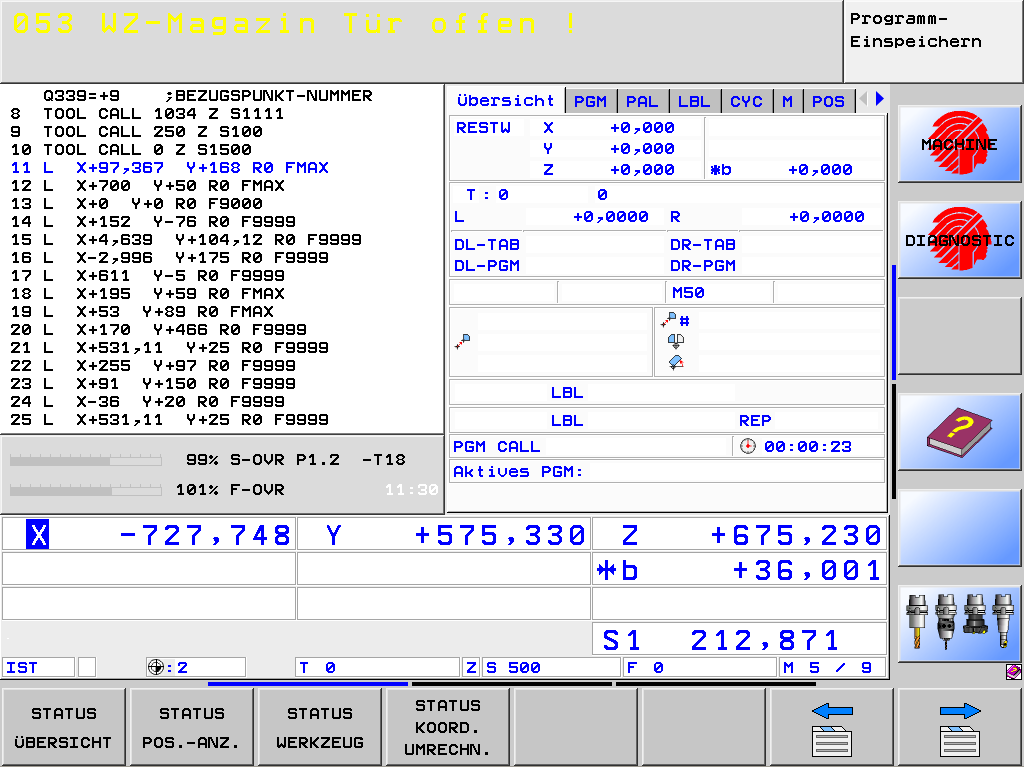 053 WZ-Magazin Tür offen !
Programm-
Einspeichern
Q339=+9 ;BEZUGSPUNKT-NUMMER
8 TOOL CALL 1034 Z S1111
9 TOOL CALL 250 Z S100
10 TOOL CALL 0 Z S1500
11 L X+97,367 Y+168 R0 FMAX
12 L X+700 Y+50 R0 FMAX
13 L X+0 Y+0 R0 F9000
14 L X+152 Y-76 R0 F9999
15 L X+4,639 Y+104,12 R0 F9999
16 L X-2,996 Y+175 R0 F9999
17 L X+611 Y-5 R0 F9999
18 L X+195 Y+59 R0 FMAX
19 L X+53 Y+89 R0 FMAX
20 L X+170 Y+466 R0 F9999
21 L X+531,11 Y+25 R0 F9999
22 L X+255 Y+97 R0 F9999
23 L X+91 Y+150 R0 F9999
24 L X-36 Y+20 R0 F9999
25 L X+531,11 Y+25 R0 F9999
99% S-OVR P1.Z -T18
101% F-OVR 11:30
Übersicht PGM PAL LBL CYC M POS
RESTW X +0,000
Y +0,000
Z +0,000 *b +0,000
T : 0 0
L +0,0000 R +0,0000
DL-TAB DR-TAB
DL-PGM DR-PGM
M50
#
LBL
LBL REP
PGM CALL 00:00:23
Aktives PGM:
X -727,748 Y +575,330 Z +675,230
*b +36,001
S1 212,871
IST :2 T 0 Z S 500 F 0 M 5 / 9
MACHINE
DIAGNOSTIC
?
STATUS
ÜBERSICHT
STATUS
POS.-ANZ.
STATUS
WERKZEUG
STATUS
KOORD.
UMRECHN.